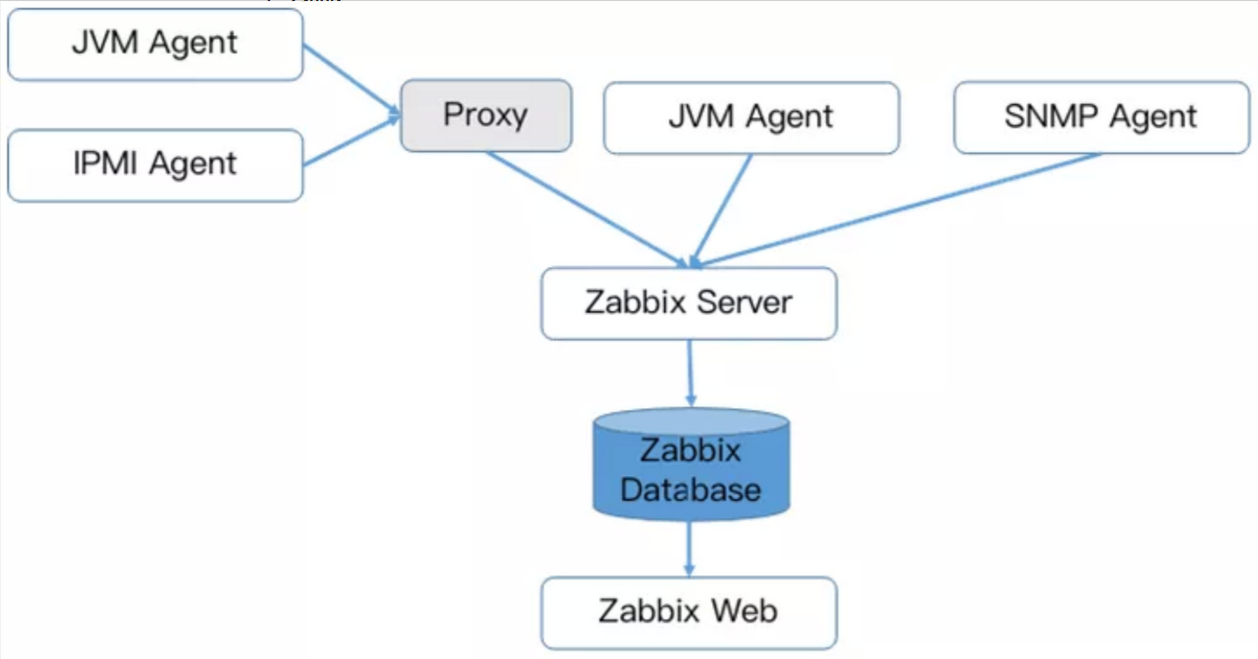 JVM Agent
IPMI Agent
Proxy
JVM Agent
SNMP Agent
Zabbix Server
Zabbix
Database
Zabbix Web